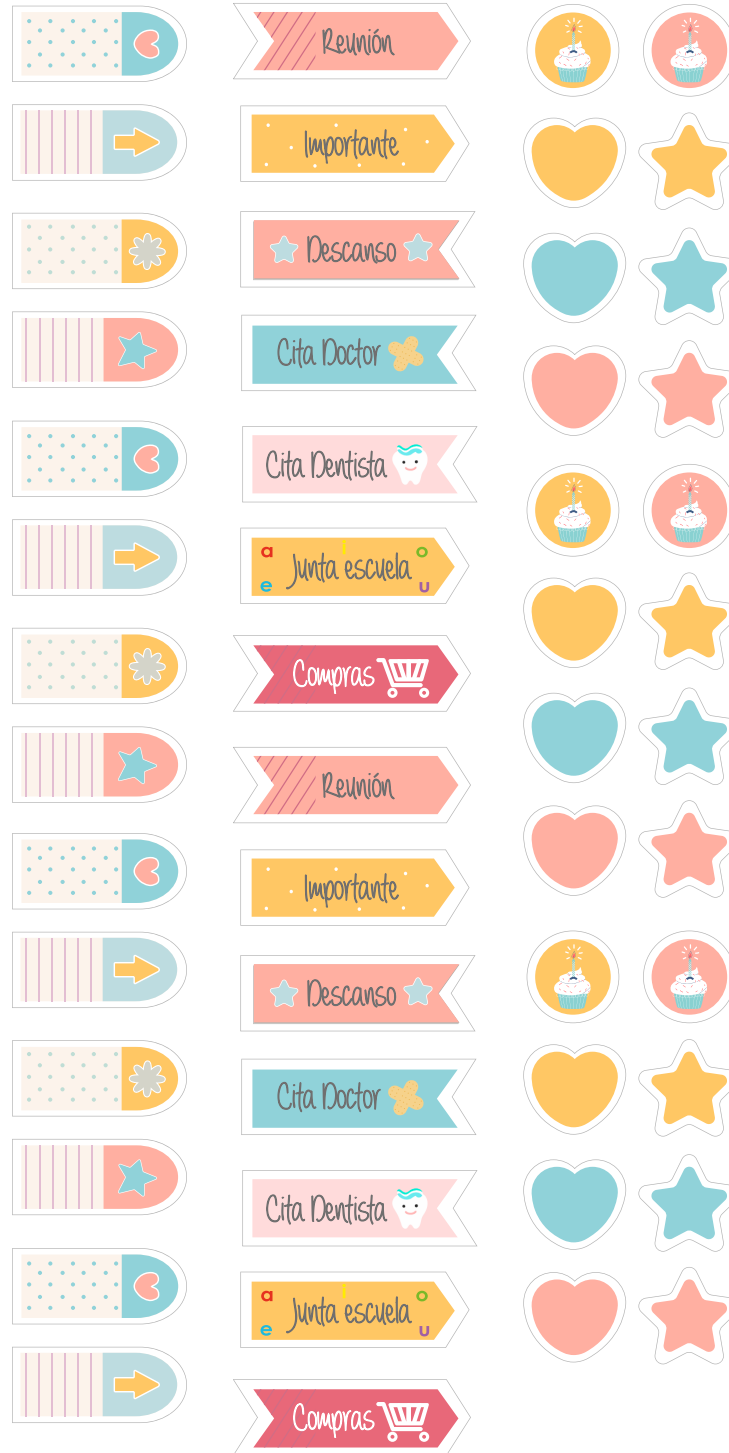 Reunión
Importante
Descanso
Cita Doctor
Cita Dentista
a i o
Junta escuela
e u
Compras
Reunión
Importante
Descanso
Cita Doctor
Cita Dentista
a i o
Junta escuela
e u
Compras